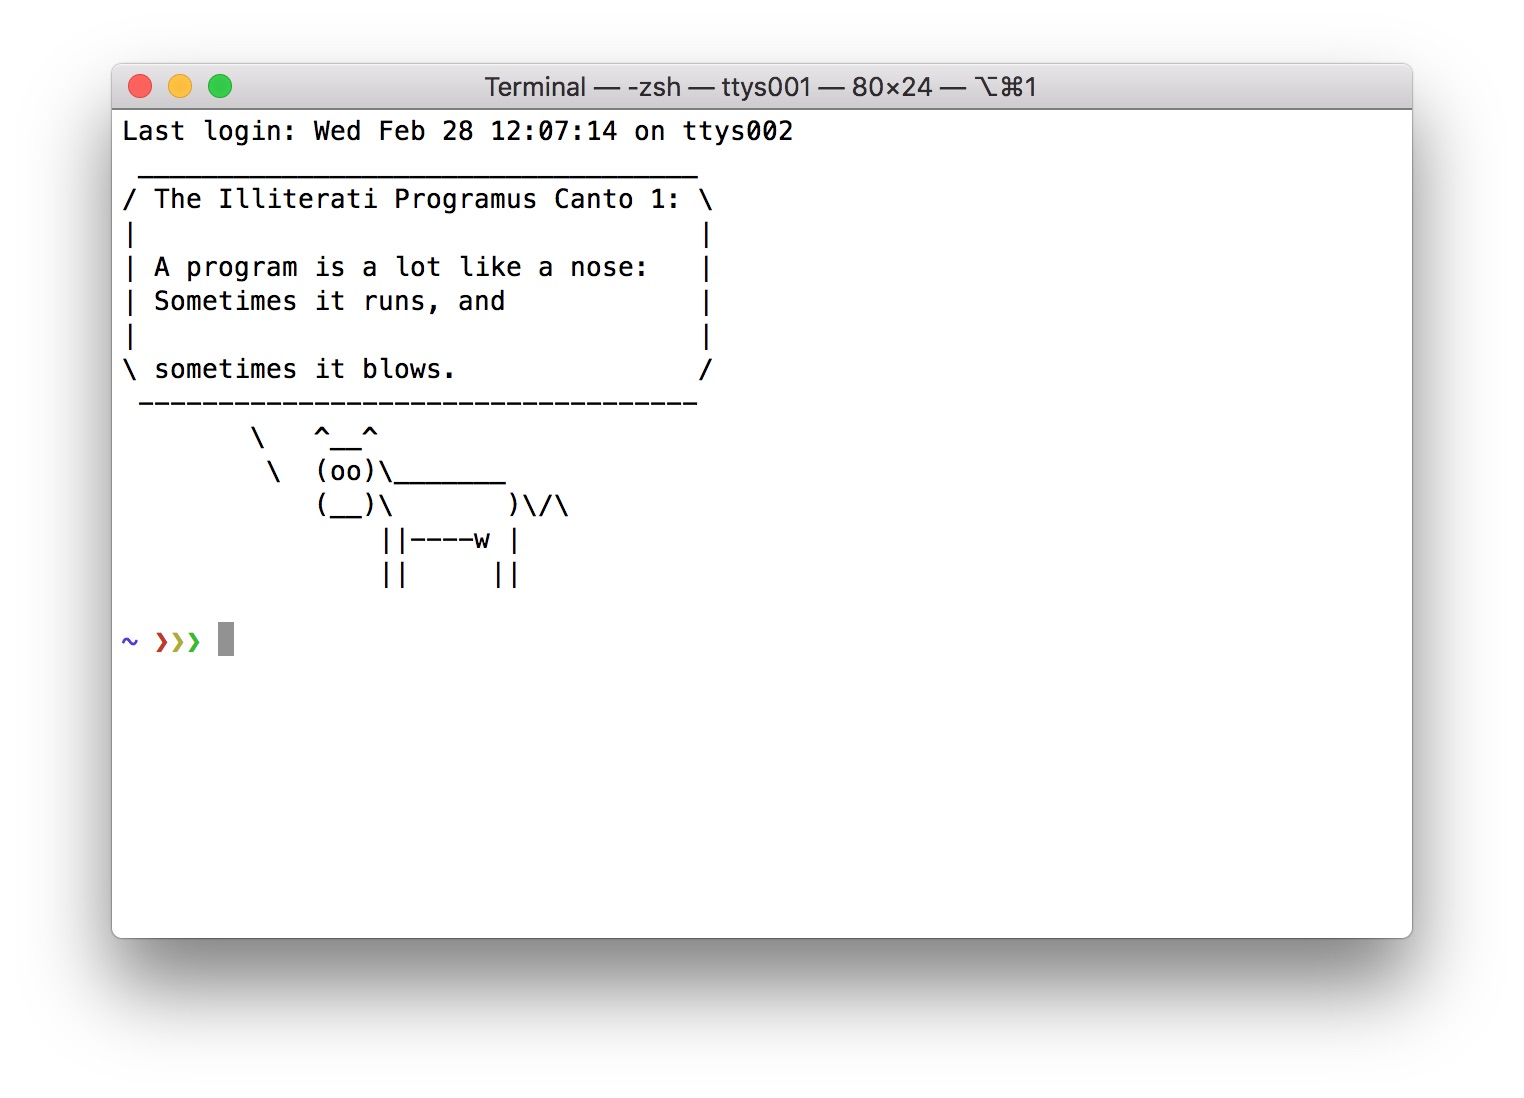 Terminal — -zsh — ttys001 — 80×24 — ⌥⌘1
Last login: Wed Feb 28 12:07:14 on ttys002
 ___________________________________
/ The Illiterati Programus Canto 1: \
|                                   |
| A program is a lot like a nose:   |
| Sometimes it runs, and            |
|                                   |
\ sometimes it blows.               /
 -----------------------------------
        \   ^__^
         \  (oo)\_______
            (__)\       )\/\
                ||----w |
                ||     ||
~ ❯❯❯